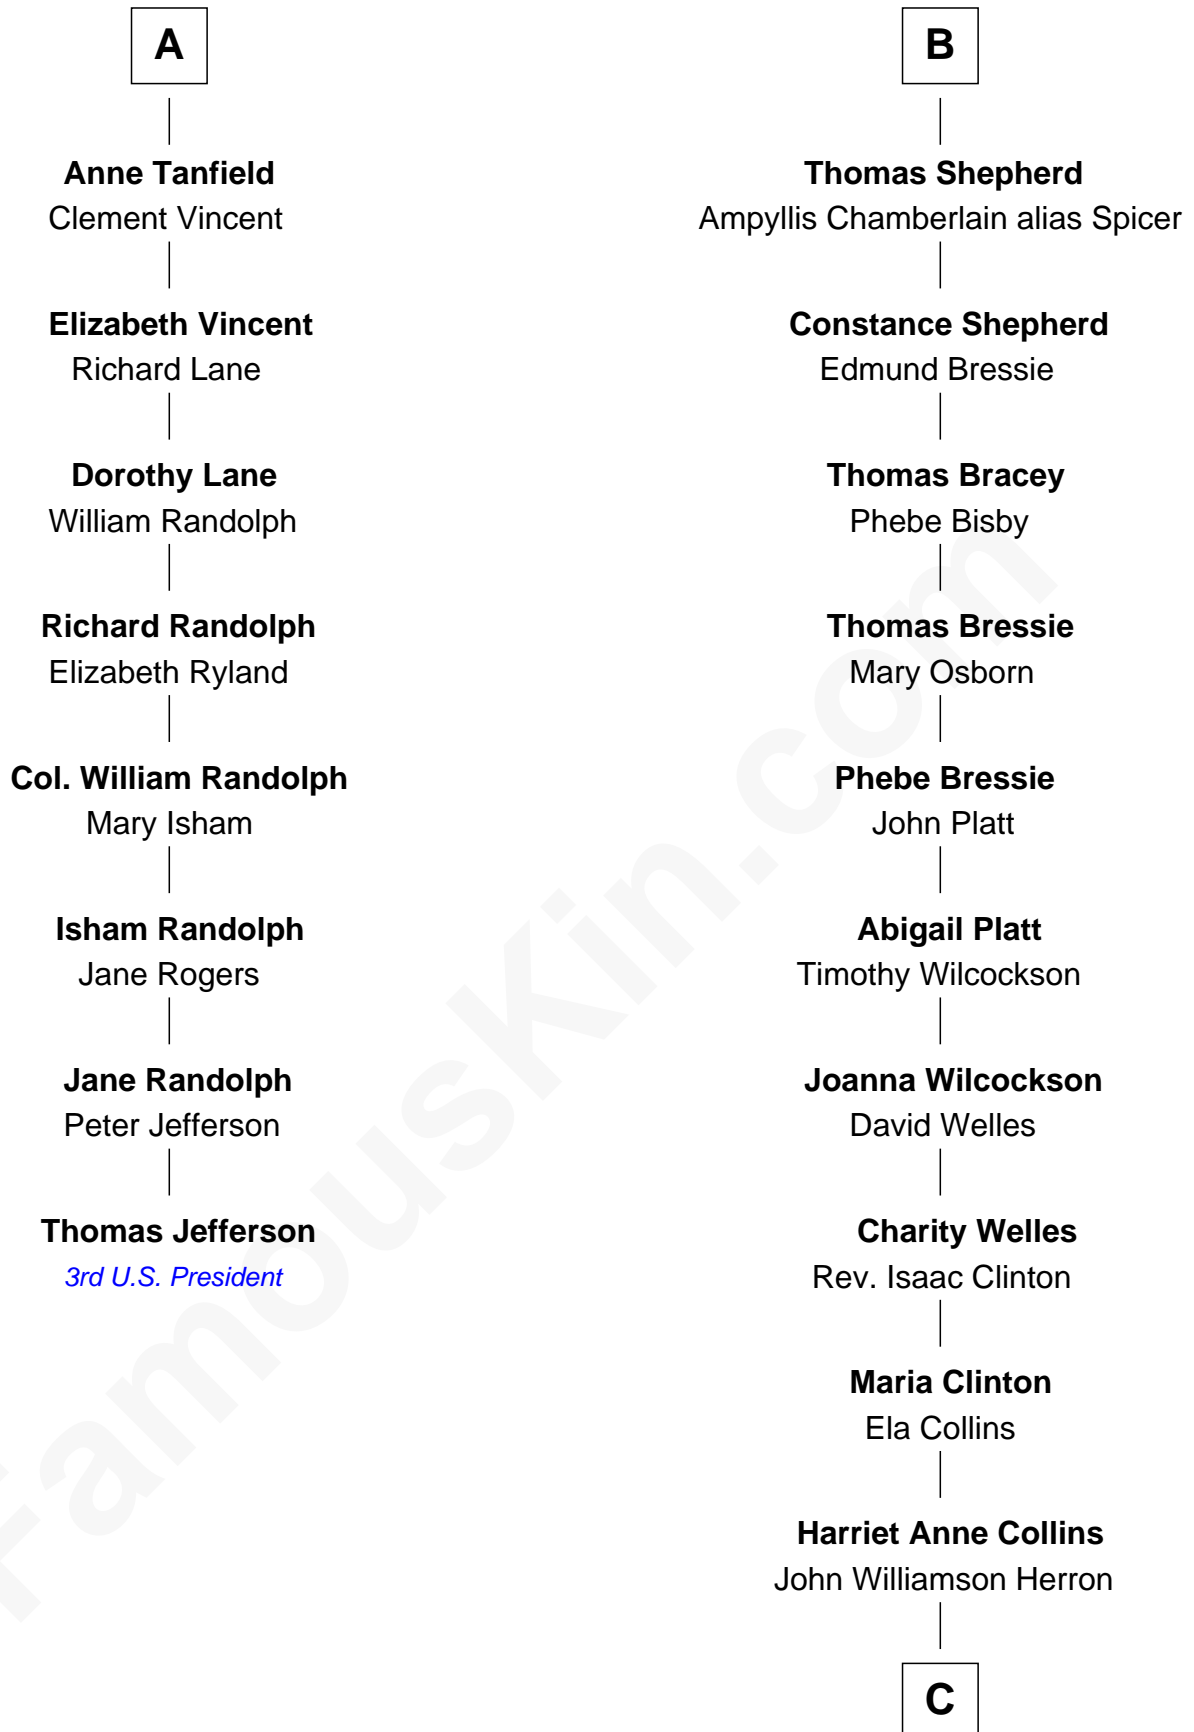 A
Anne Tanfield
Clement Vincent
Elizabeth Vincent
Richard Lane
Dorothy Lane
William Randolph
Richard Randolph
Elizabeth Ryland
Col. William Randolph
Mary Isham
Isham Randolph
Jane Rogers
Jane Randolph
Peter Jefferson
Thomas Jefferson
3rd U.S. President
B
Thomas Shepherd
Ampyllis Chamberlain alias Spicer
Constance Shepherd
Edmund Bressie
Thomas Bracey
Phebe Bisby
Thomas Bressie
Mary Osborn
Phebe Bressie
John Platt
Abigail Platt
Timothy Wilcockson
Joanna Wilcockson
David Welles
Charity Welles
Rev. Isaac Clinton
Maria Clinton
Ela Collins
Harriet Anne Collins
John Williamson Herron
C
FamousKin.com